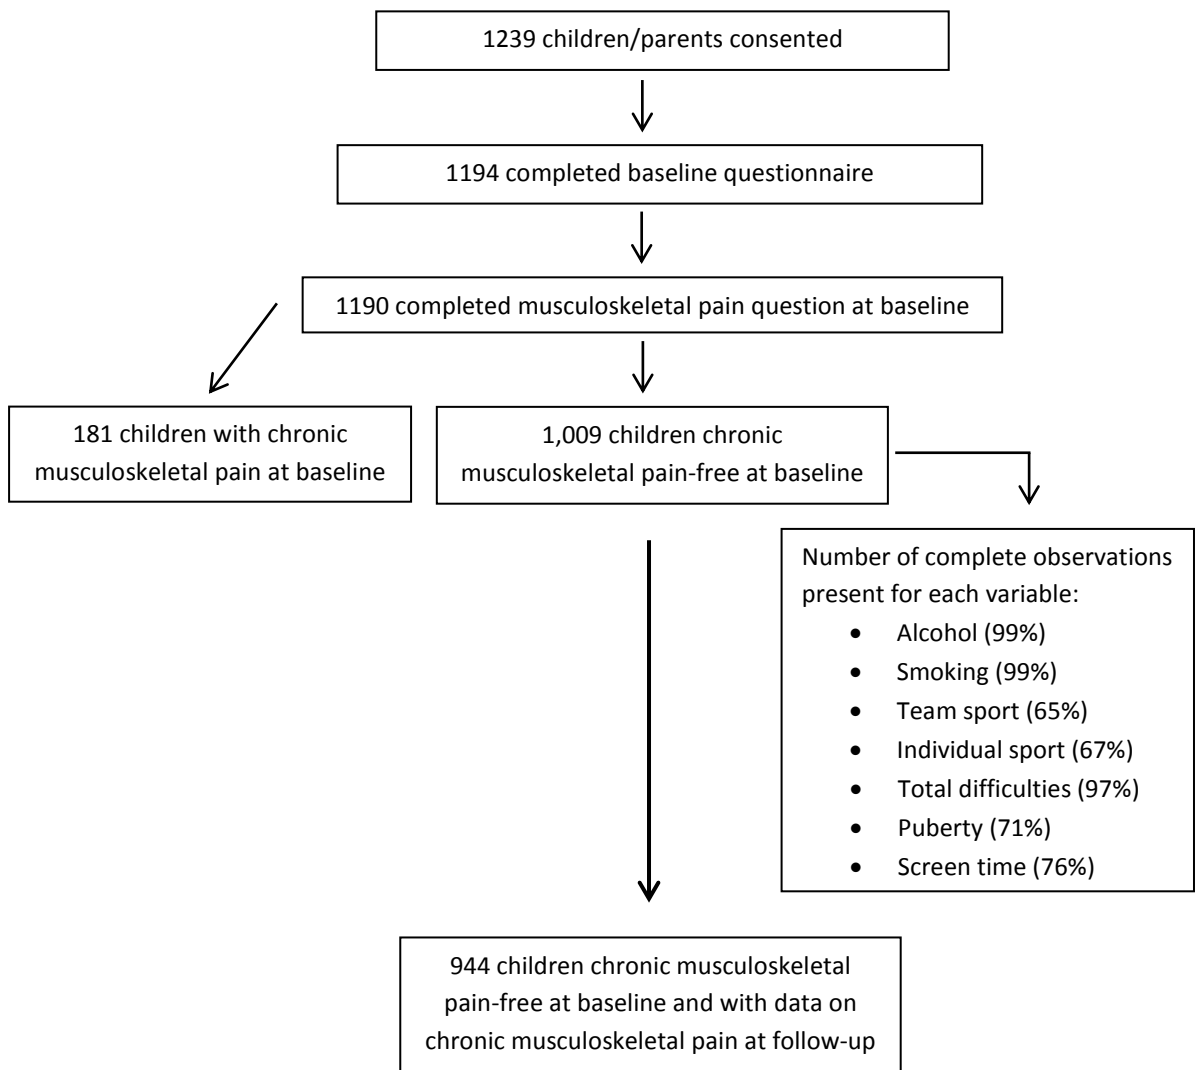 1239 children/parents consented
1194 completed baseline questionnaire
1190 completed musculoskeletal pain question at baseline
181 children with chronic
musculoskeletal pain at baseline
1,009 children chronic
musculoskeletal pain-free at baseline
Number of complete observations
present for each variable:
• Alcohol (99%)
• Smoking (99%)
• Team sport (65%)
• Individual sport (67%)
• Total difficulties (97%)
• Puberty (71%)
• Screen time (76%)
944 children chronic musculoskeletal
pain-free at baseline and with data on
chronic musculoskeletal pain at follow-up